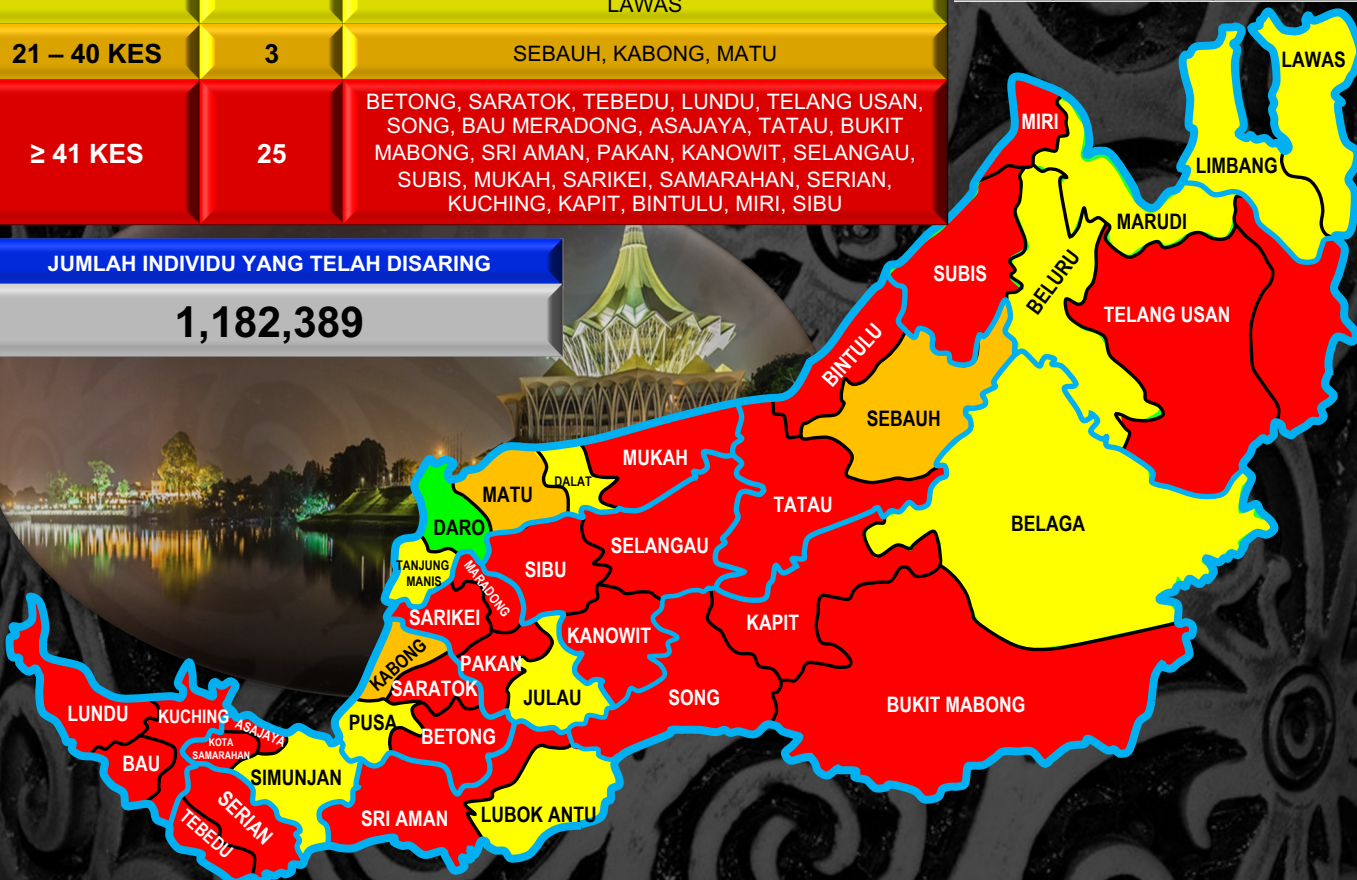 LAWAS
21 – 40 KES
3
SEBAUH, KABONG, MATU
≥ 41 KES
25
BETONG, SARATOK, TEBEDU, LUNDU, TELANG USAN,
SONG, BAU MERADONG, ASAJAYA, TATAU, BUKIT
MABONG, SRI AMAN, PAKAN, KANOWIT, SELANGAU,
SUBIS, MUKAH, SARIKEI, SAMARAHAN, SERIAN,
KUCHING, KAPIT, BINTULU, MIRI, SIBU
JUMLAH INDIVIDU YANG TELAH DISARING
1,182,389
LAWAS
MIRI
LIMBANG
MARUDI
SUBIS
BELURU
TELANG USAN
BINTULU
SEBAUH
MUKAH
DALAT
MATU
TATAU
DARO
BELAGA
SELANGAU
SIBU
TANJUNG
MANIS
MARADONG
SARIKEI
KAPIT
KANOWIT
KABONG
PAKAN
SARATOK
JULAU
SONG
BUKIT MABONG
LUNDU
KUCHING
ASAJAYA
PUSA
BETONG
KOTA
SAMARAHAN
BAU
SIMUNJAN
SERIAN
TEBEDU
SRI AMAN
LUBOK ANTU